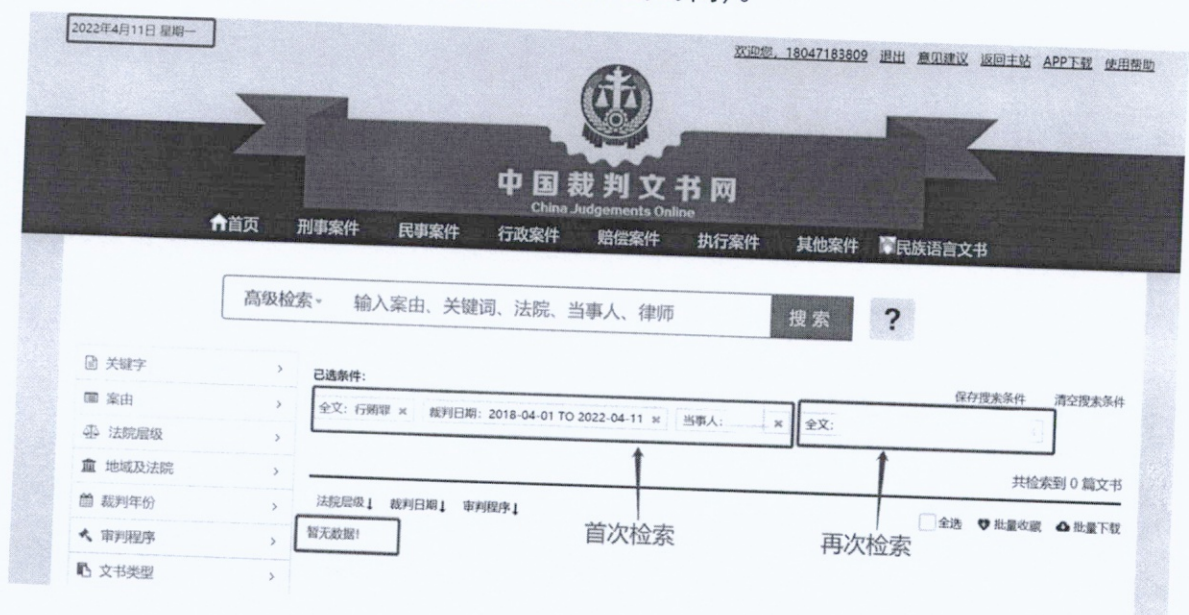 2022年4月11日 星期一
欢迎您，18047183809 退出 意见建议 返回主站 APP下载 使用帮助
中国裁判文书网
China Judgements Online
首页 刑事案件 民事案件 行政案件 赔偿案件 执行案件 其他案件 民族语言文书
高级检索 输入案由、关键词、法院、当事人、律师 搜索 ?
关键字
案由
法院层级
地域及法院
裁判年份
审判程序
文书类型
已选条件:
保存搜索条件 清空搜索条件
全文：行贿罪 × 裁判日期：2018-04-01 TO 2022-04-11 × 当事人： × 全文：
共检索到 0 篇文书
法院层级↓ 裁判日期↓ 审判程序↓
全选 批量收藏 批量下载
暂无数据!
首次检索 再次检索